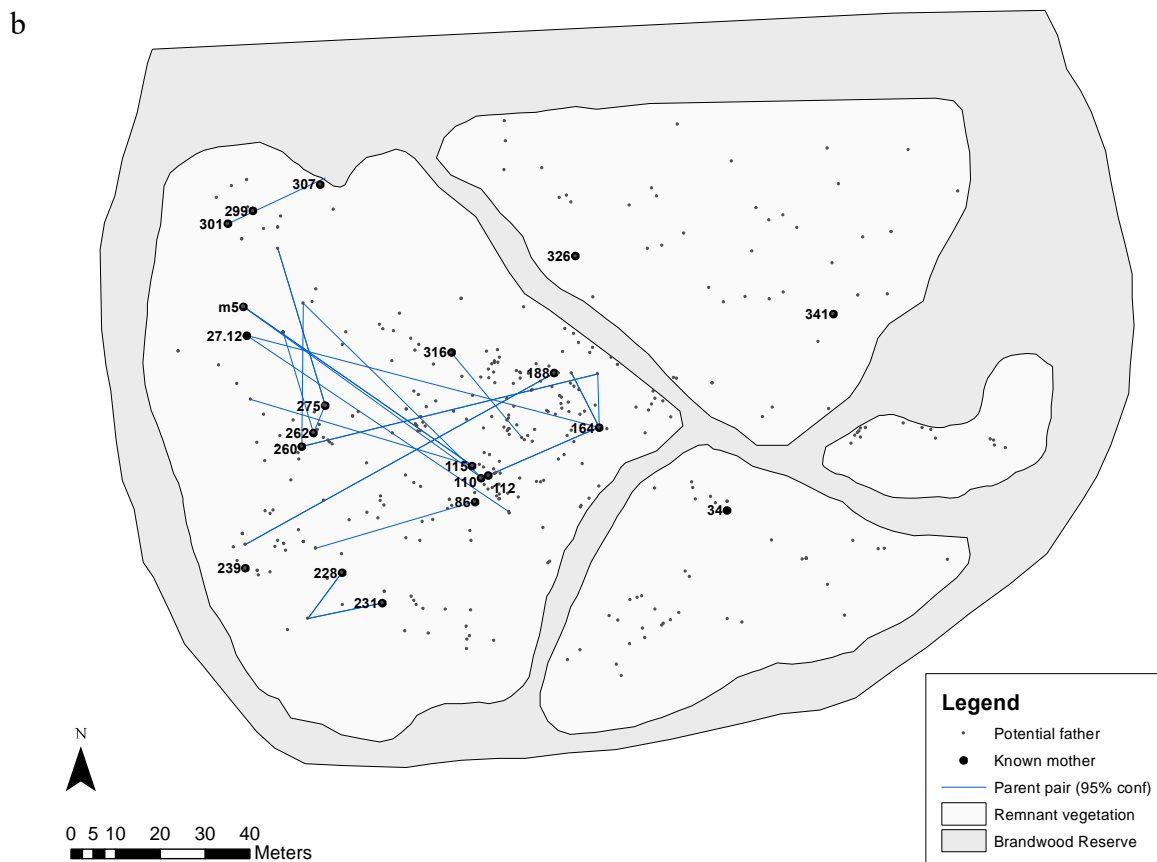 b
307
299
301
326
m5
341
27.12
316
188
275
262
164
260
115
110
112
86
34
239
228
231
N
0 5 10 20 30 40
Meters
Legend
Potential father
Known mother
Parent pair (95% conf)
Remnant vegetation
Brandwood Reserve